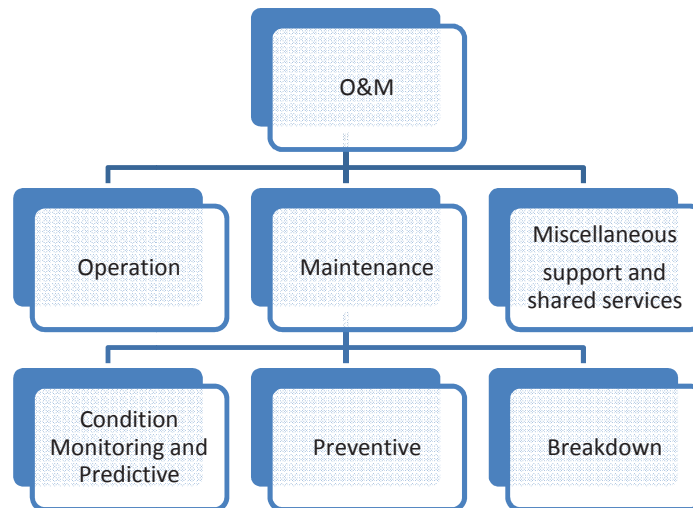 O&M
Operation
Maintenance
Miscellaneous
support and
shared services
Condition
Monitoring and
Predictive
Preventive
Breakdown